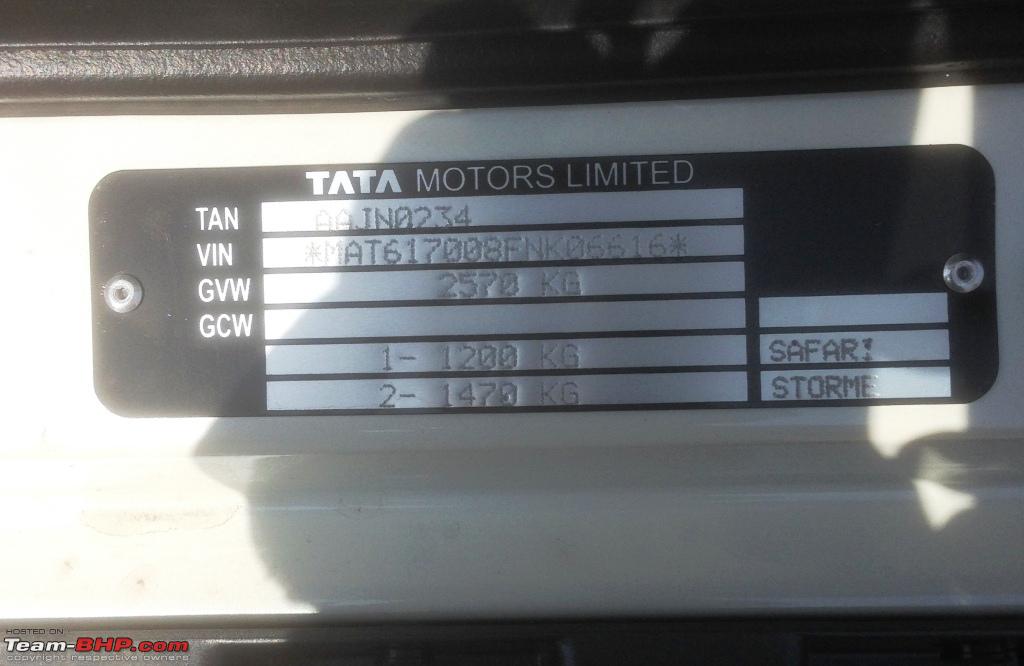 TATA MOTORS LIMITED
TAN AAJN0234
VIN *MAT617008FNK06616*
GVW 2570 KG
GCW
1- 1200 KG SAFARI
2- 1470 KG STORME
HOSTED ON
Team-BHP.com
copyright respective owners